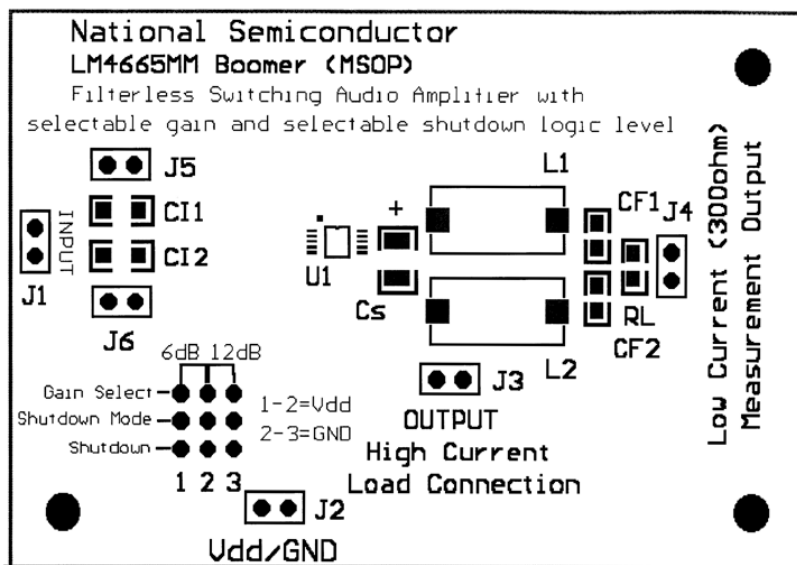 National Semiconductor
LM4665MM Boomer (MSOP)
Filterless Switching Audio Amplifier with
selectable gain and selectable shutdown logic level
J5
CI1
INPUT
CI2
J1
J6
+
U1
Cs
L1
CF1
J4
RL
CF2
L2
J3
OUTPUT
High Current
Load Connection
Low Current (300ohm)
Measurement Output
6dB 12dB
Gain Select
Shutdown Mode
Shutdown
1-2=Vdd
2-3=GND
1 2 3
J2
Vdd/GND